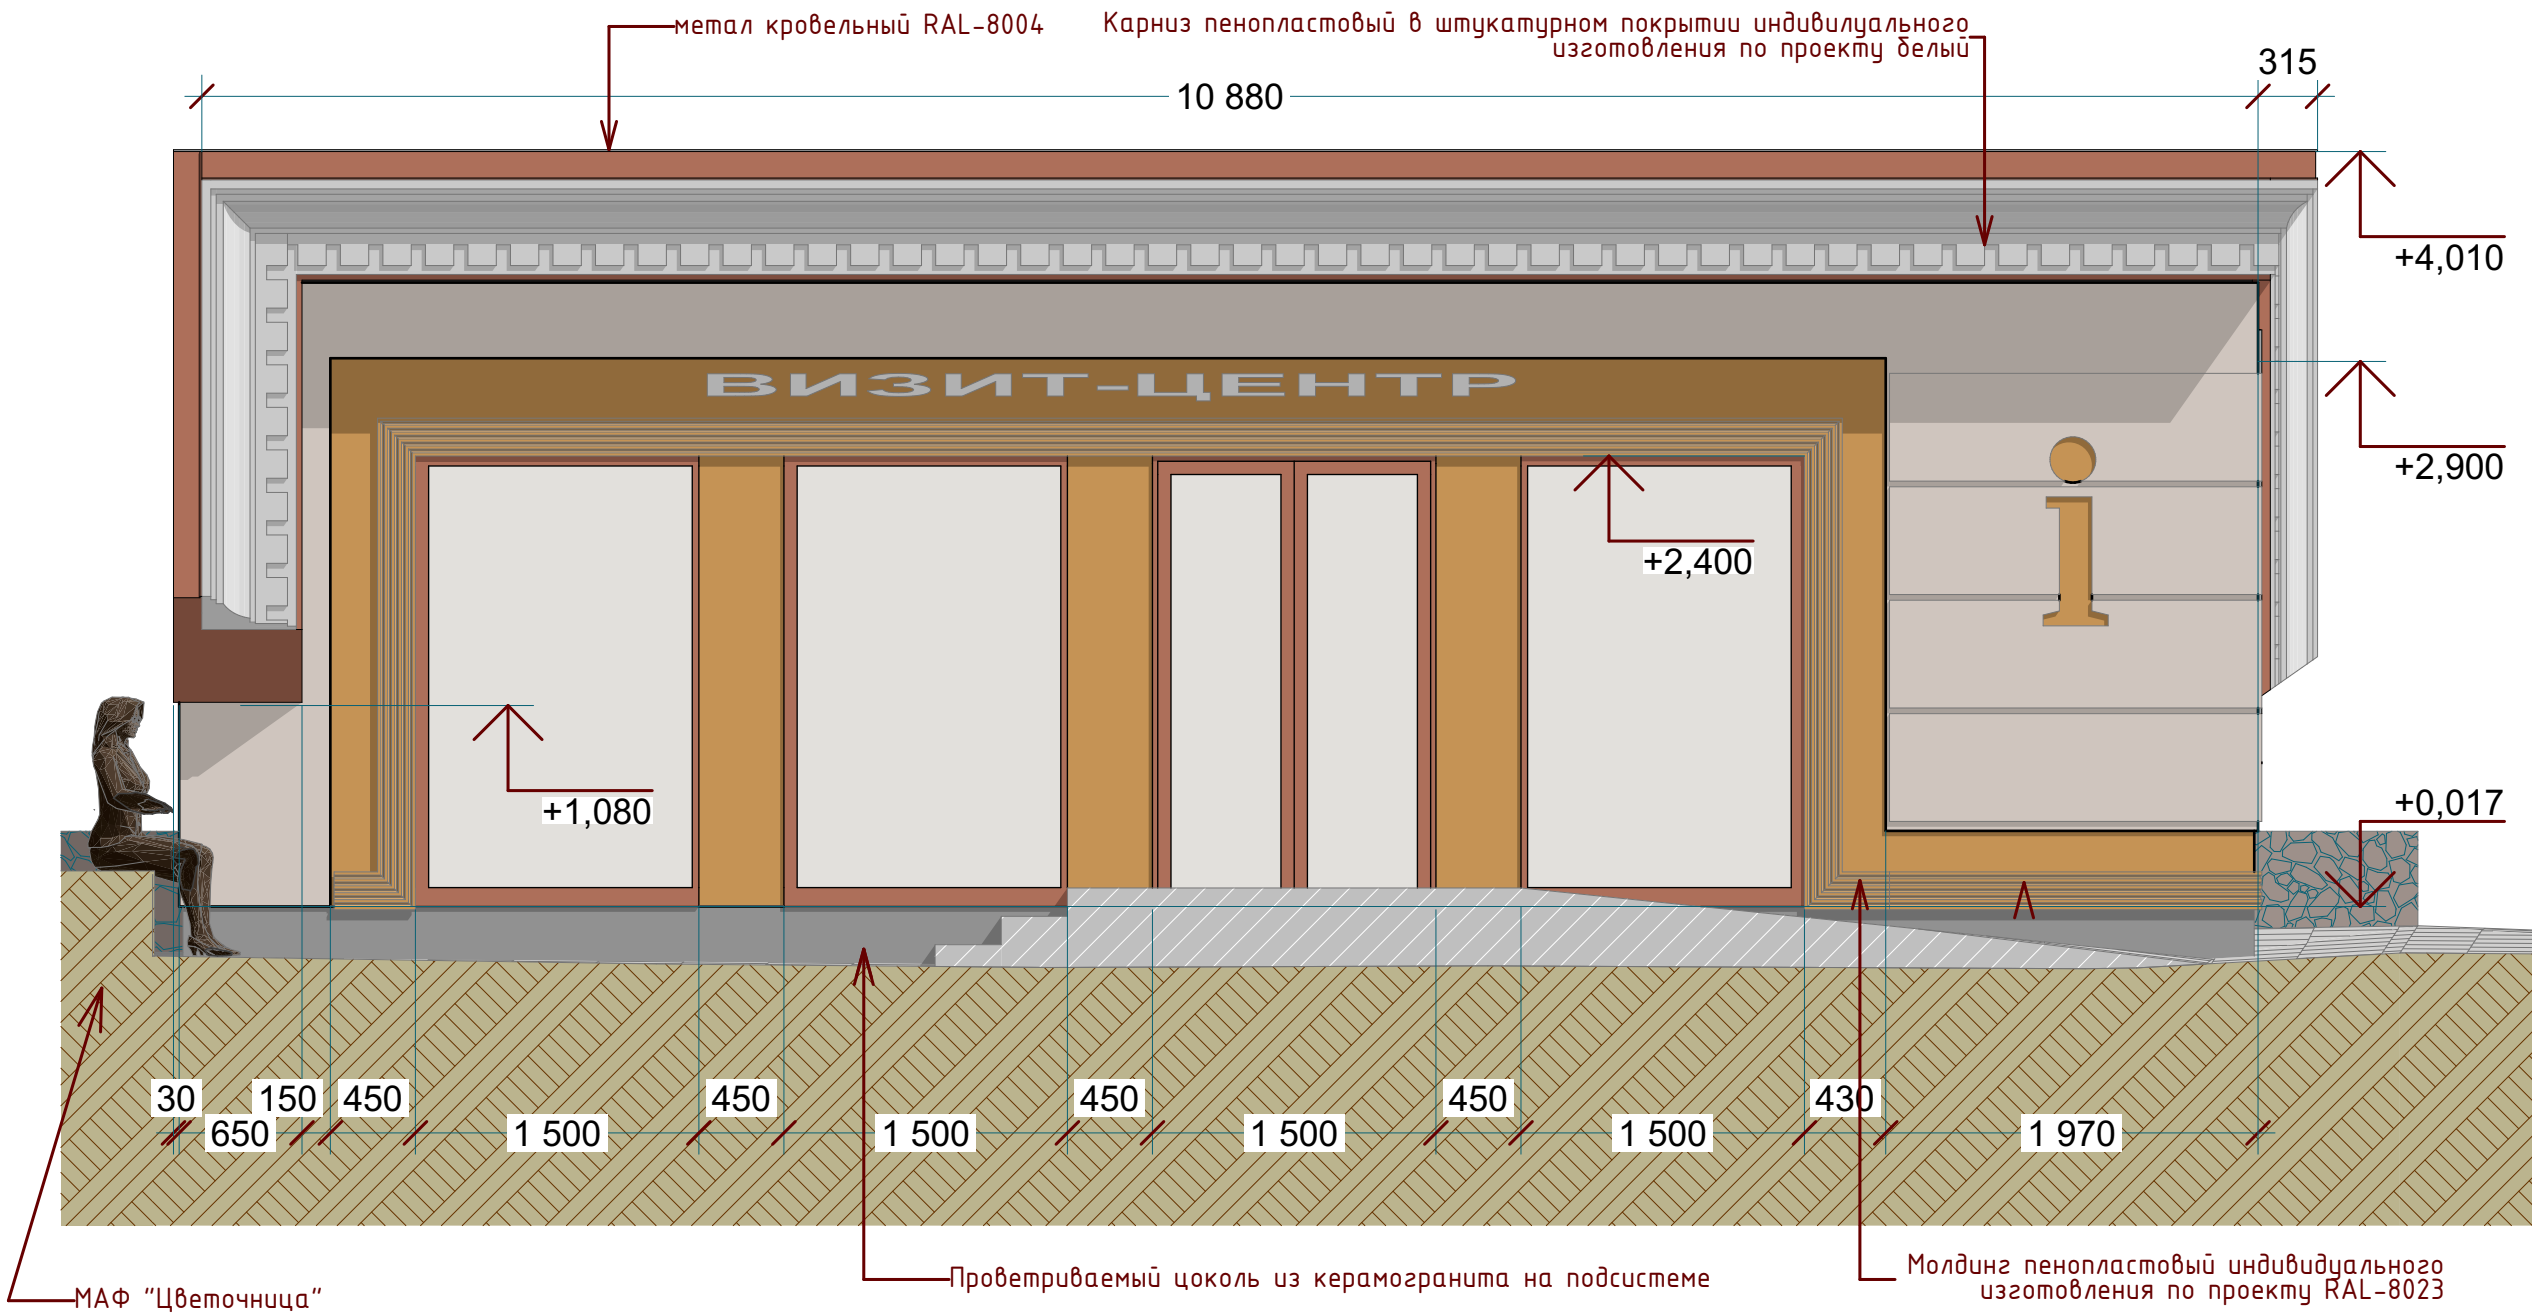 метал кровельный RAL-8004
Карниз пенопластовый в штукатурном покрытии индивилуального
изготовления по проекту белый
315
10 880
+4,010
ВИЗИТ-ЦЕНТР
+2,900
i
+2,400
+1,080
+0,017
30
150
450
450
450
450
430
650
1 500
1 500
1 500
1 500
1 970
Проветриваемый цоколь из керамогранита на подсистеме
Молдинг пенопластовый индивидуального
изготовления по проекту RAL-8023
МАФ "Цветочница"